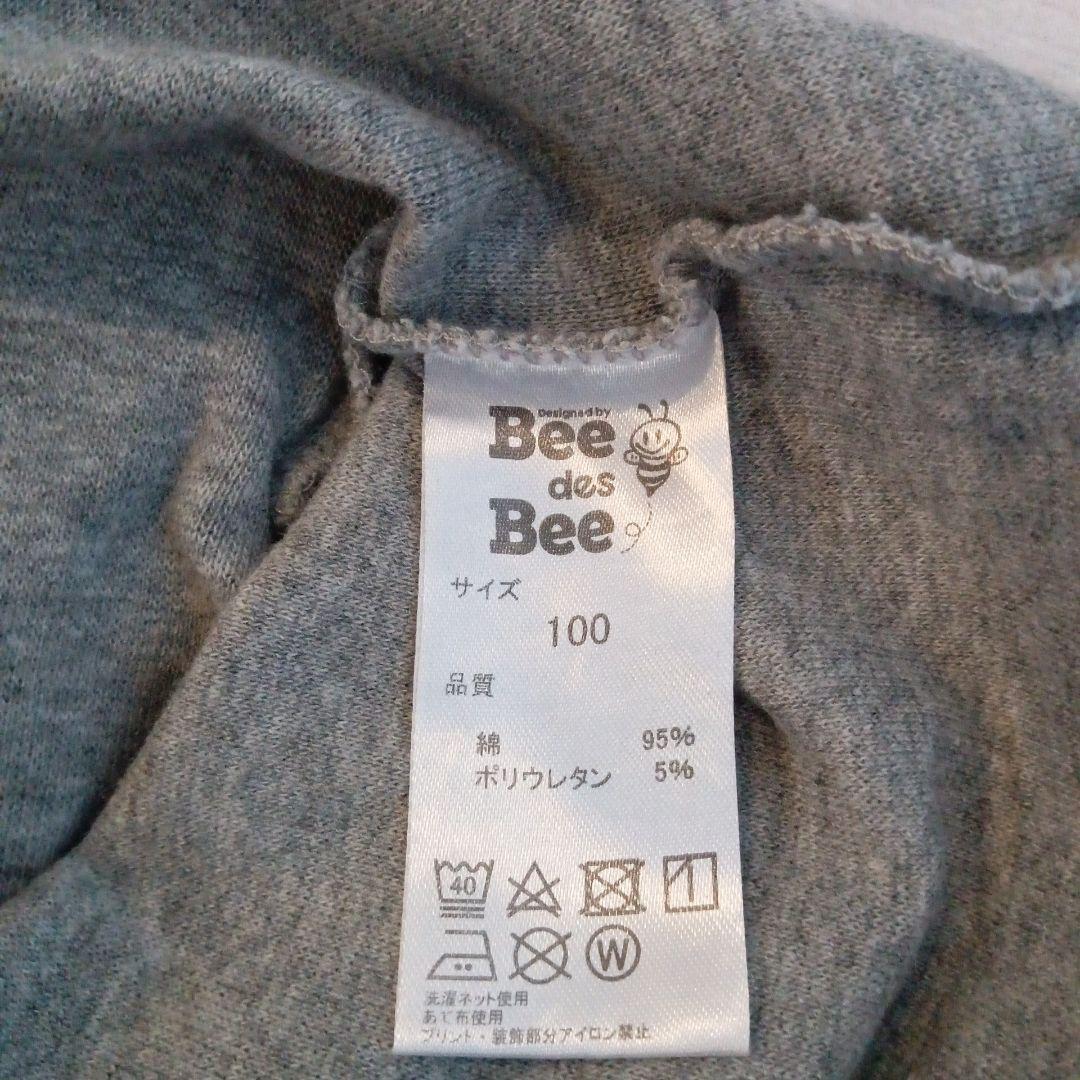 Designed by
Bee
des
Bee
サイズ
100
品質
綿 95%
ポリウレタン 5%
40
W
洗濯ネット使用
あて布使用
プリント・装飾部分アイロン禁止